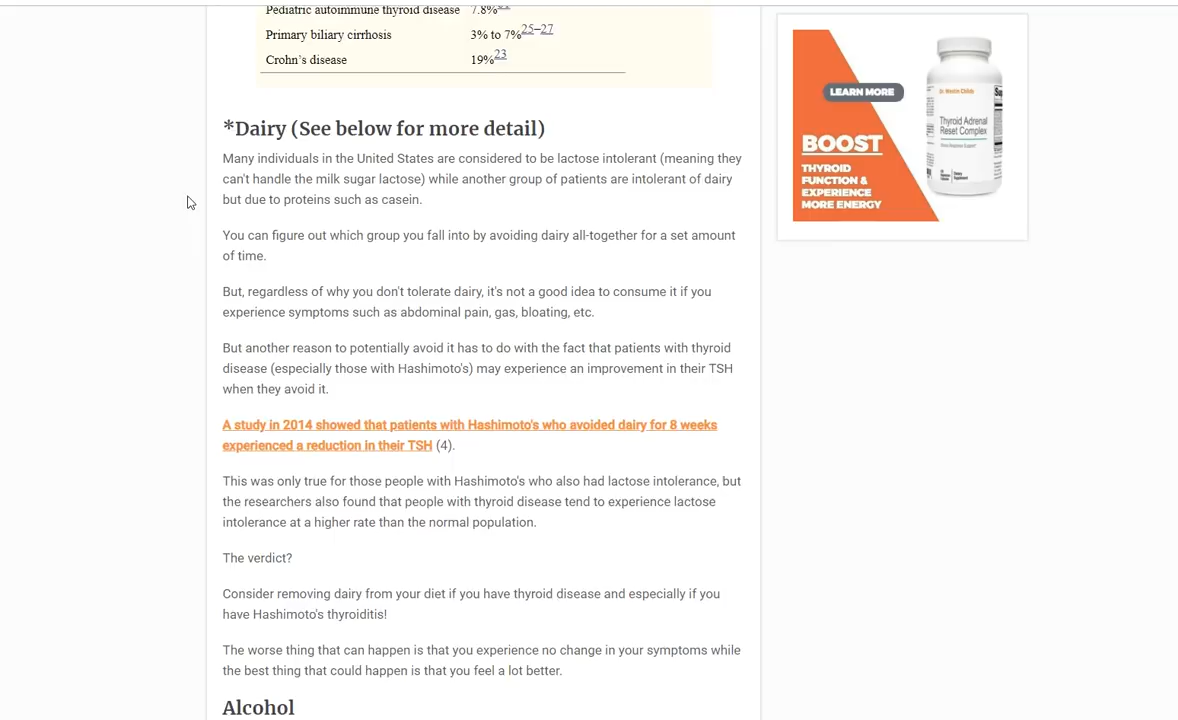 Pediatric autoimmune thyroid disease 7.8%
Primary biliary cirrhosis 3% to 7%25–27
Crohn's disease 19%23
*Dairy (See below for more detail)
Many individuals in the United States are considered to be lactose intolerant (meaning they
can't handle the milk sugar lactose) while another group of patients are intolerant of dairy
but due to proteins such as casein.
You can figure out which group you fall into by avoiding dairy all-together for a set amount
of time.
But, regardless of why you don't tolerate dairy, it's not a good idea to consume it if you
experience symptoms such as abdominal pain, gas, bloating, etc.
But another reason to potentially avoid it has to do with the fact that patients with thyroid
disease (especially those with Hashimoto's) may experience an improvement in their TSH
when they avoid it.
A study in 2014 showed that patients with Hashimoto's who avoided dairy for 8 weeks
experienced a reduction in their TSH (4).
This was only true for those people with Hashimoto's who also had lactose intolerance, but
the researchers also found that people with thyroid disease tend to experience lactose
intolerance at a higher rate than the normal population.
The verdict?
Consider removing dairy from your diet if you have thyroid disease and especially if you
have Hashimoto's thyroiditis!
The worse thing that can happen is that you experience no change in your symptoms while
the best thing that could happen is that you feel a lot better.
Alcohol
LEARN MORE
BOOST
THYROID
FUNCTION &
EXPERIENCE
MORE ENERGY
Dr. Westin Childs
Thyroid Adrenal
Reset Complex